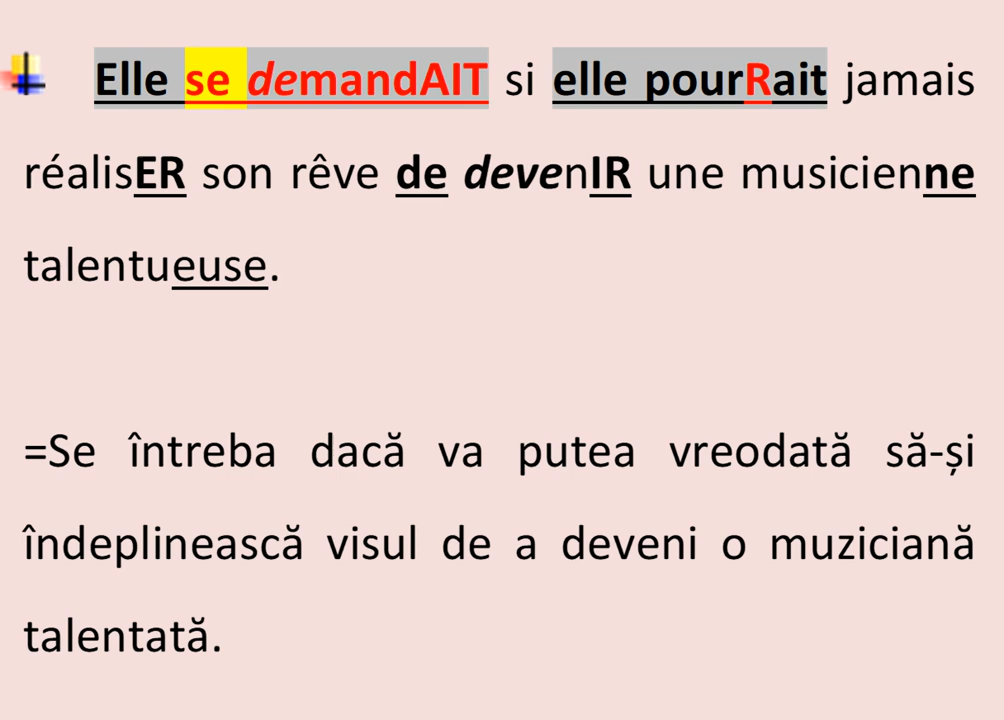 Elle se demandAIT si elle pourRait jamais
réalisER son rêve de devenIR une musicienne
talentueuse.
=Se întreba dacă va putea vreodată să-și
îndeplinească visul de a deveni o muziciană
talentată.